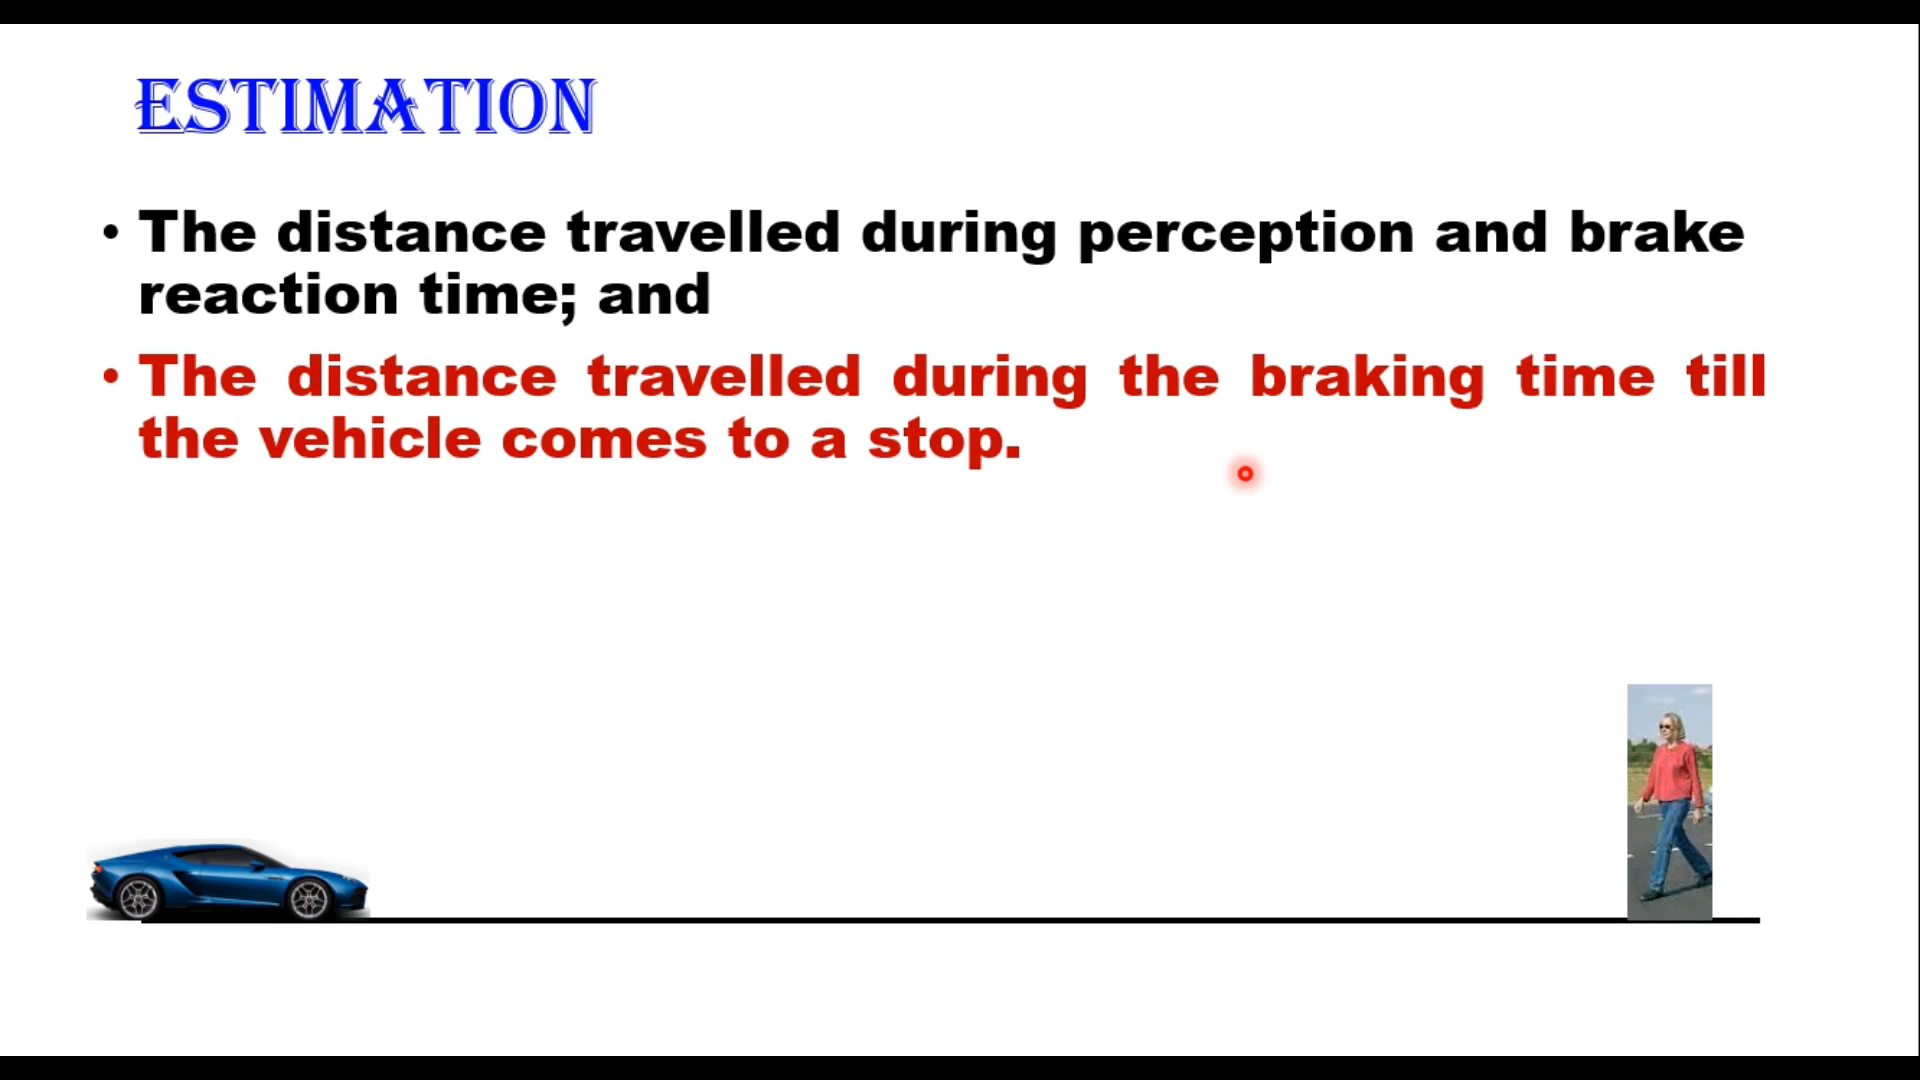 ESTIMATION
• The distance travelled during perception and brake
reaction time; and
• The distance travelled during the braking time till
the vehicle comes to a stop.